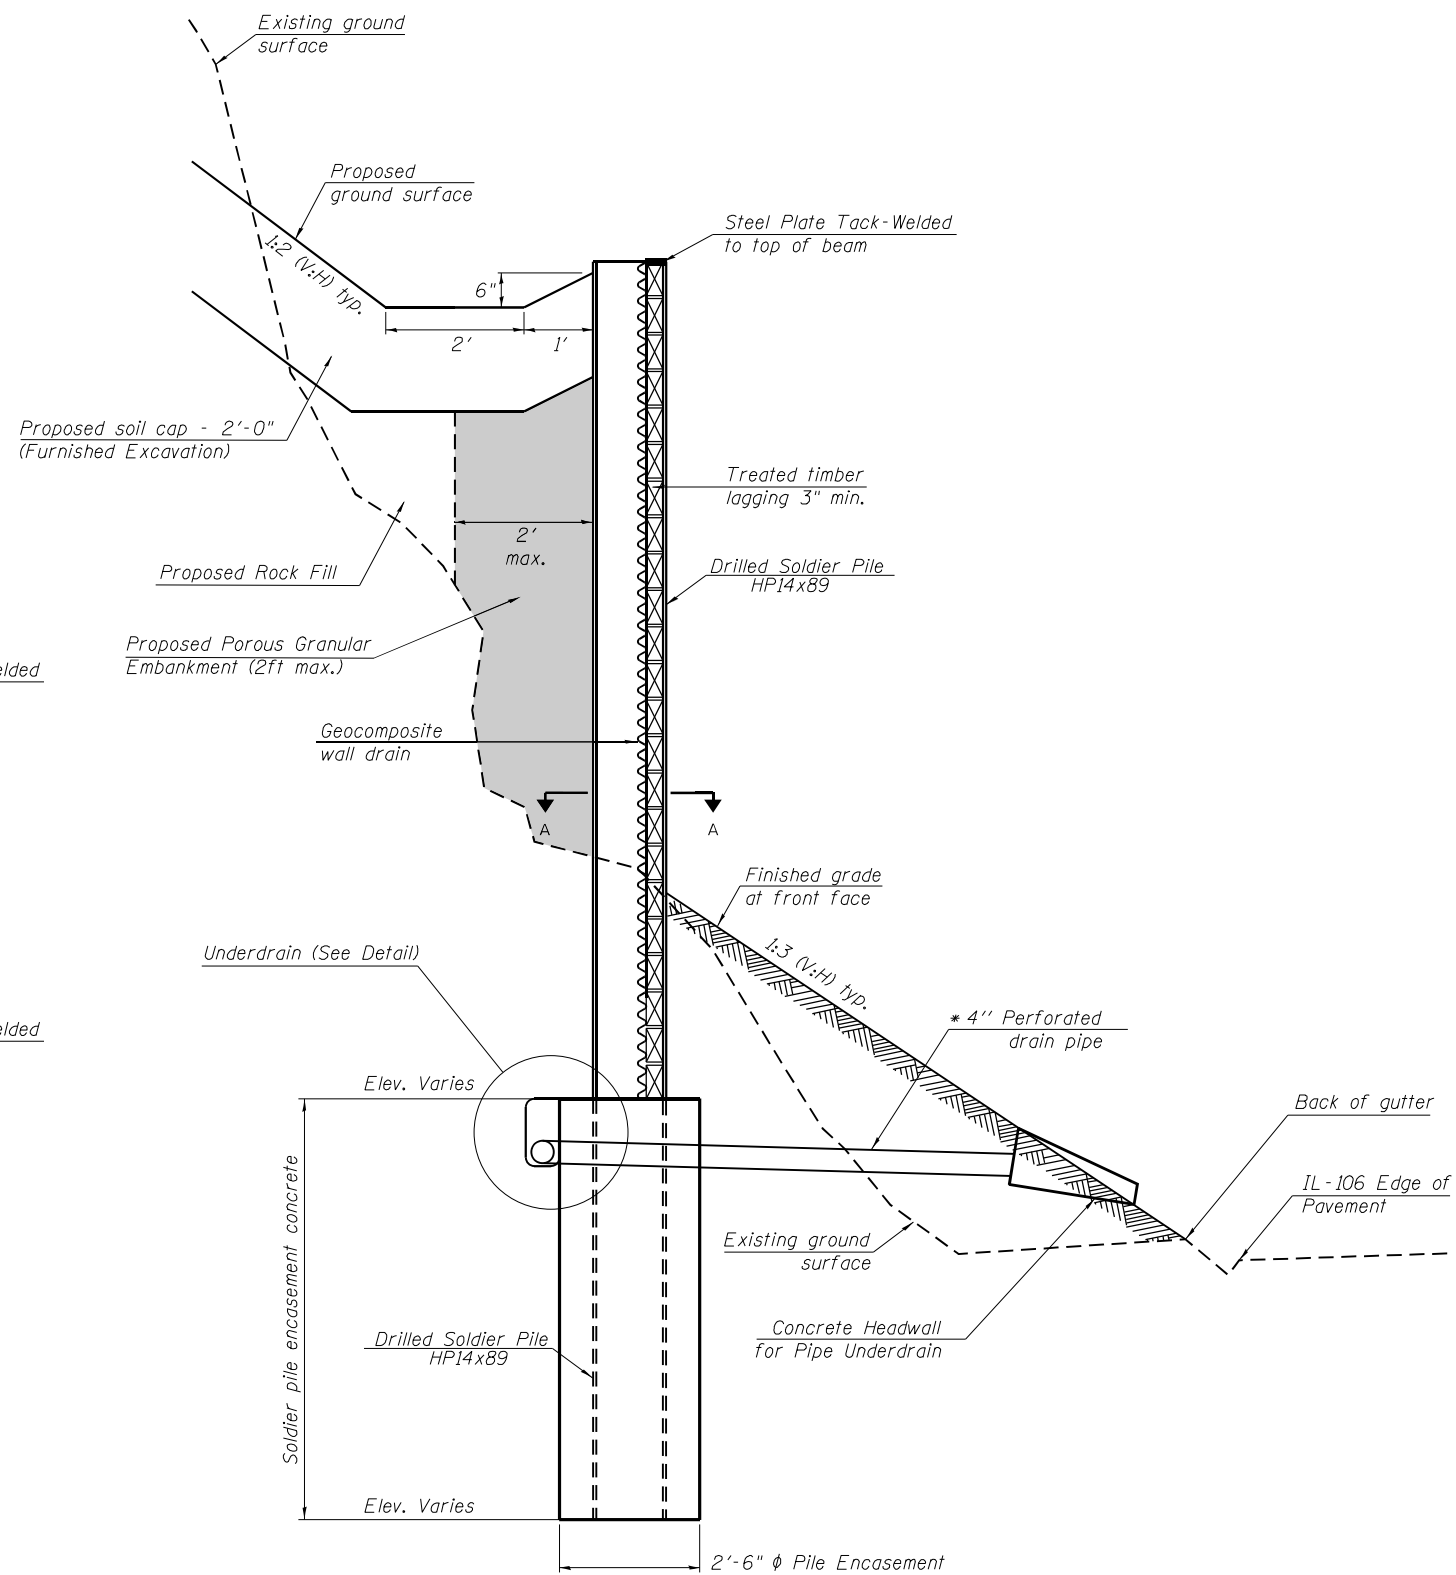 Existing ground
surface
Proposed
ground surface
1:2 (V:H) typ.
Steel Plate Tack-Welded
to top of beam
6"
2'
1'
Proposed soil cap - 2'-0"
(Furnished Excavation)
Treated timber
lagging 3" min.
2'
max.
Proposed Rock Fill
Drilled Soldier Pile
HP14x89
Proposed Porous Granular
Embankment (2ft max.)
elded
Geocomposite
wall drain
A
A
Finished grade
at front face
1:3 (V:H) typ.
Underdrain (See Detail)
* 4'' Perforated
drain pipe
elded
Elev. Varies
Back of gutter
IL-106 Edge of
Pavement
Existing ground
surface
Soldier pile encasement concrete
Concrete Headwall
for Pipe Underdrain
Drilled Soldier Pile
HP14x89
Elev. Varies
2'-6" ϕ Pile Encasement